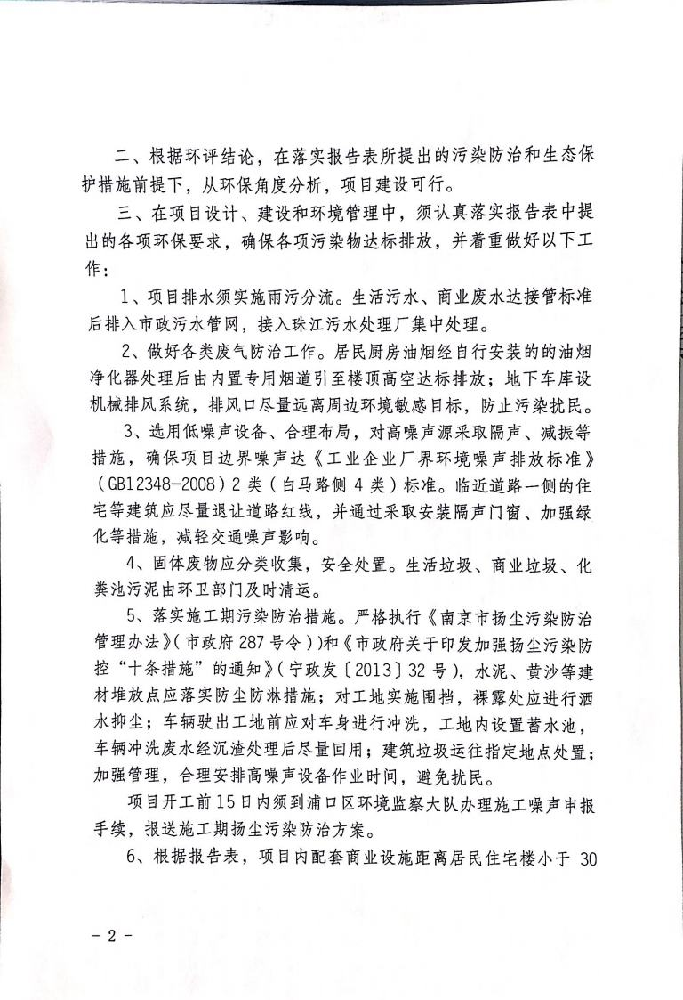 二、根据环评结论，在落实报告表所提出的污染防治和生态保
护措施前提下，从环保角度分析，项目建设可行。
三、在项目设计、建设和环境管理中，须认真落实报告表中提
出的各项环保要求，确保各项污染物达标排放，并着重做好以下工
作：
1、项目排水须实施雨污分流。生活污水、商业废水达接管标准
后排入市政污水管网，接入珠江污水处理厂集中处理。
2、做好各类废气防治工作。居民厨房油烟经自行安装的的油烟
净化器处理后由内置专用烟道引至楼顶高空达标排放；地下车库设
机械排风系统，排风口尽量远离周边环境敏感目标，防止污染扰民。
3、选用低噪声设备、合理布局，对高噪声源采取隔声、减振等
措施，确保项目边界噪声达《工业企业厂界环境噪声排放标准》
（GB12348-2008）2 类（白马路侧 4 类）标准。临近道路一侧的住
宅等建筑应尽量退让道路红线，并通过采取安装隔声门窗、加强绿
化等措施，减轻交通噪声影响。
4、固体废物应分类收集，安全处置。生活垃圾、商业垃圾、化
粪池污泥由环卫部门及时清运。
5、落实施工期污染防治措施。严格执行《南京市扬尘污染防治
管理办法》（市政府 287 号令））和《市政府关于印发加强扬尘污染防
控“十条措施”的通知》（宁政发〔2013〕32 号），水泥、黄沙等建
材堆放点应落实防尘防淋措施；对工地实施围挡，裸露处应进行洒
水抑尘；车辆驶出工地前应对车身进行冲洗，工地内设置蓄水池，
车辆冲洗废水经沉渣处理后尽量回用；建筑垃圾运往指定地点处置；
加强管理，合理安排高噪声设备作业时间，避免扰民。
项目开工前 15 日内须到浦口区环境监察大队办理施工噪声申报
手续，报送施工期扬尘污染防治方案。
6、根据报告表，项目内配套商业设施距离居民住宅楼小于 30
- 2 -